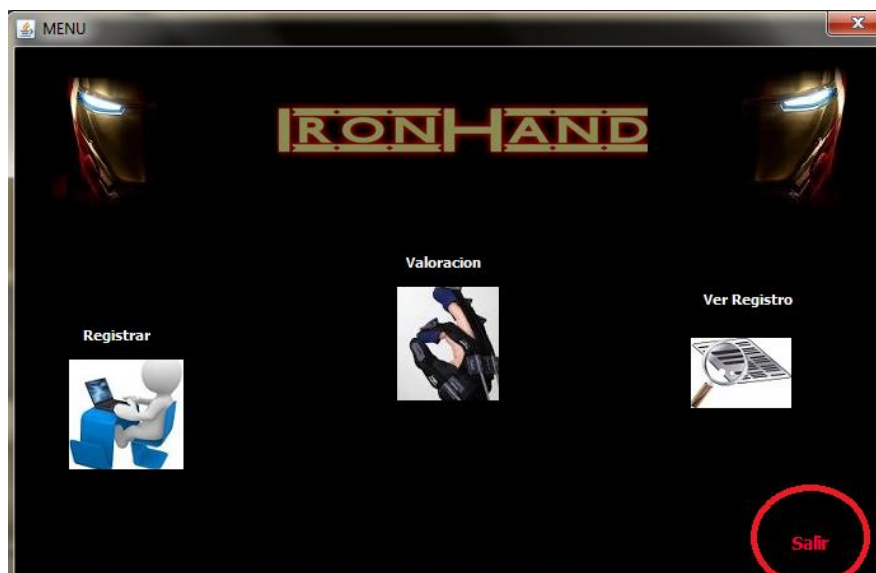 MENU
IRONHAND
Valoracion
Ver Registro
Registrar
Salir